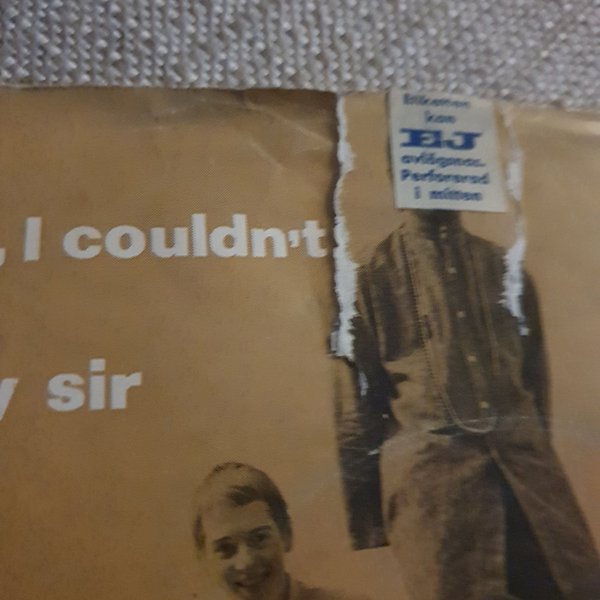 , I couldn't
y sir
Etiketten
kan
EJ
avlägsnas.
Perforerad
i mitten